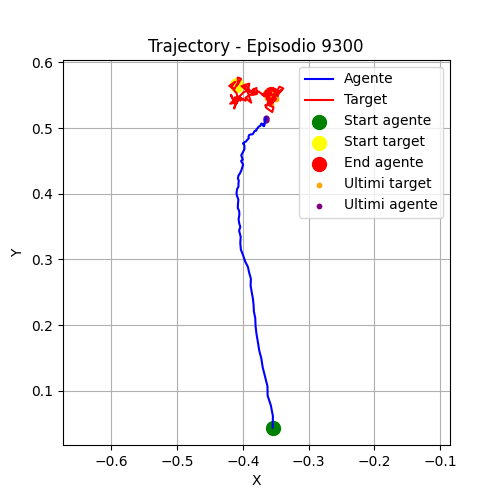 Trajectory - Episodio 9300
Agente
Target
Start agente
Start target
End agente
Ultimi target
Ultimi agente
Y
0.6
0.5
0.4
0.3
0.2
0.1
−0.6
−0.5
−0.4
−0.3
−0.2
−0.1
X